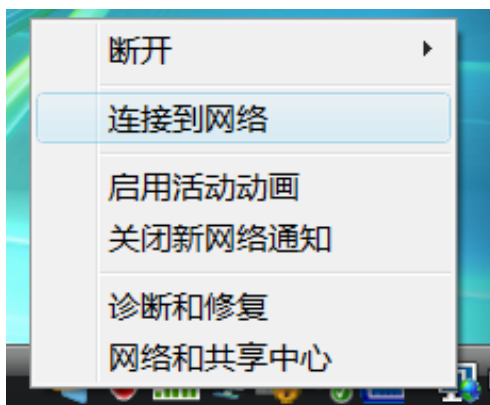 断开
连接到网络
启用活动动画
关闭新网络通知
诊断和修复
网络和共享中心